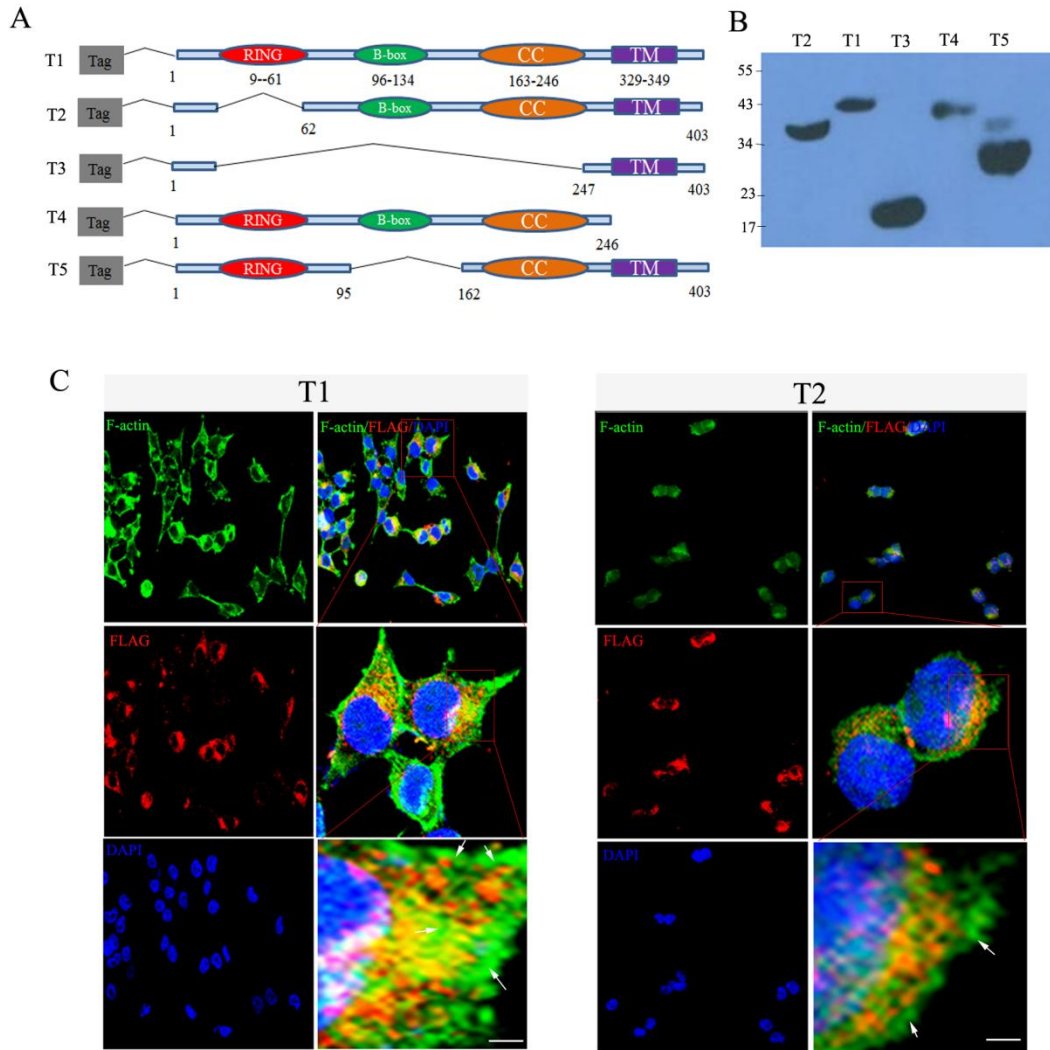 A
T1 Tag RING B-box CC TM
1 9--61 96-134 163-246 329-349
T2 Tag B-box CC TM
1 62 403
T3 Tag TM
1 247 403
T4 Tag RING B-box CC
1 246
T5 Tag RING CC TM
1 95 162 403
B
T2 T1 T3 T4 T5
55
43
34
23
17
C
T1
F-actin
F-actin/FLAG/DAPI
FLAG
DAPI
T2
F-actin
F-actin/FLAG/DAPI
FLAG
DAPI